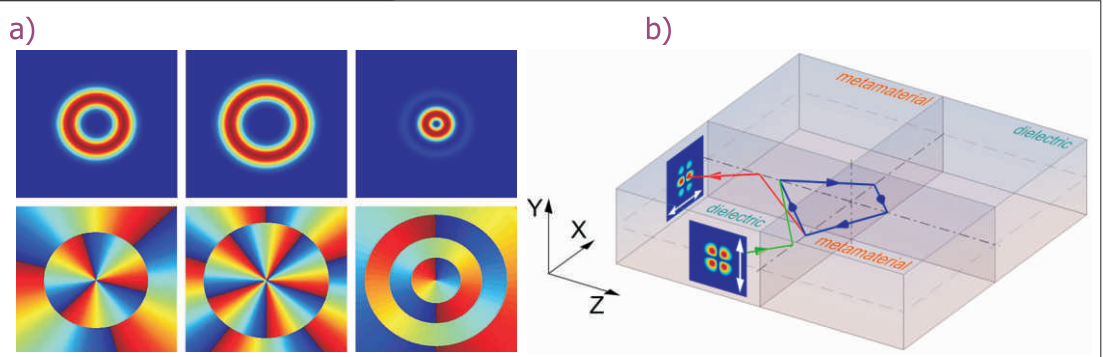 a)
b)
metamaterial
dielectric
dielectric
metamaterial
Y
X
Z